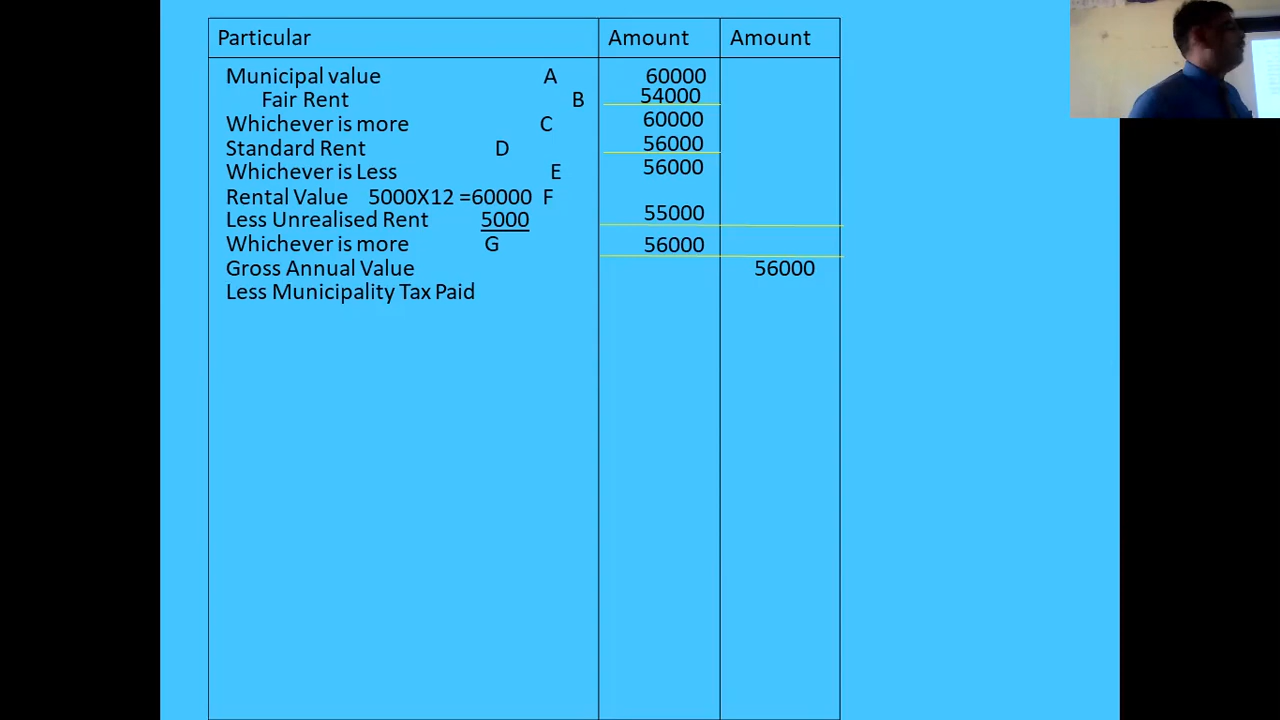 Particular Amount Amount
Municipal value A 60000
Fair Rent B 54000
Whichever is more C 60000
Standard Rent D 56000
Whichever is Less E 56000
Rental Value 5000X12 =60000 F
Less Unrealised Rent 5000 55000
Whichever is more G 56000
Gross Annual Value 56000
Less Municipality Tax Paid